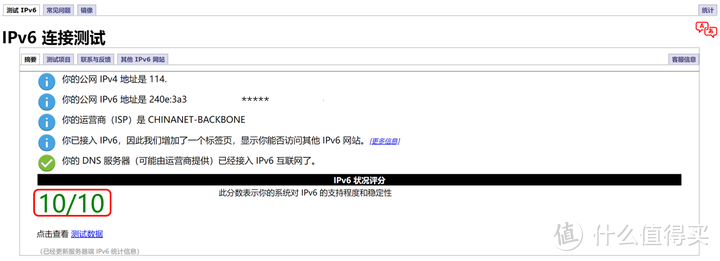 测试 IPv6 常见问题 镜像 统计
IPv6 连接测试
摘要 测试项目 联系与反馈 其他 IPv6 网站 客服信息
你的公网 IPv4 地址是 114.
你的公网 IPv6 地址是 240e:3a3 *****
你的运营商（ISP）是 CHINANET-BACKBONE
你已接入 IPv6，因此我们增加了一个标签页，显示你能否访问其他 IPv6 网站。 [更多信息]
你的 DNS 服务器（可能由运营商提供）已经接入 IPv6 互联网了。
IPv6 状况评分
10/10 此分数表示你的系统对 IPv6 的支持程度和稳定性
点击查看 测试数据
(已经更新服务器端 IPv6 统计信息)
值 什么值得买